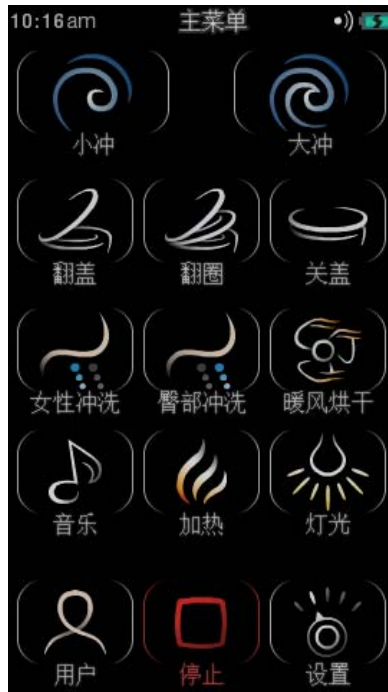 10:16am 主菜单
小冲 大冲
翻盖 翻圈 关盖
女性冲洗 臀部冲洗 暖风烘干
音乐 加热 灯光
用户 停止 设置